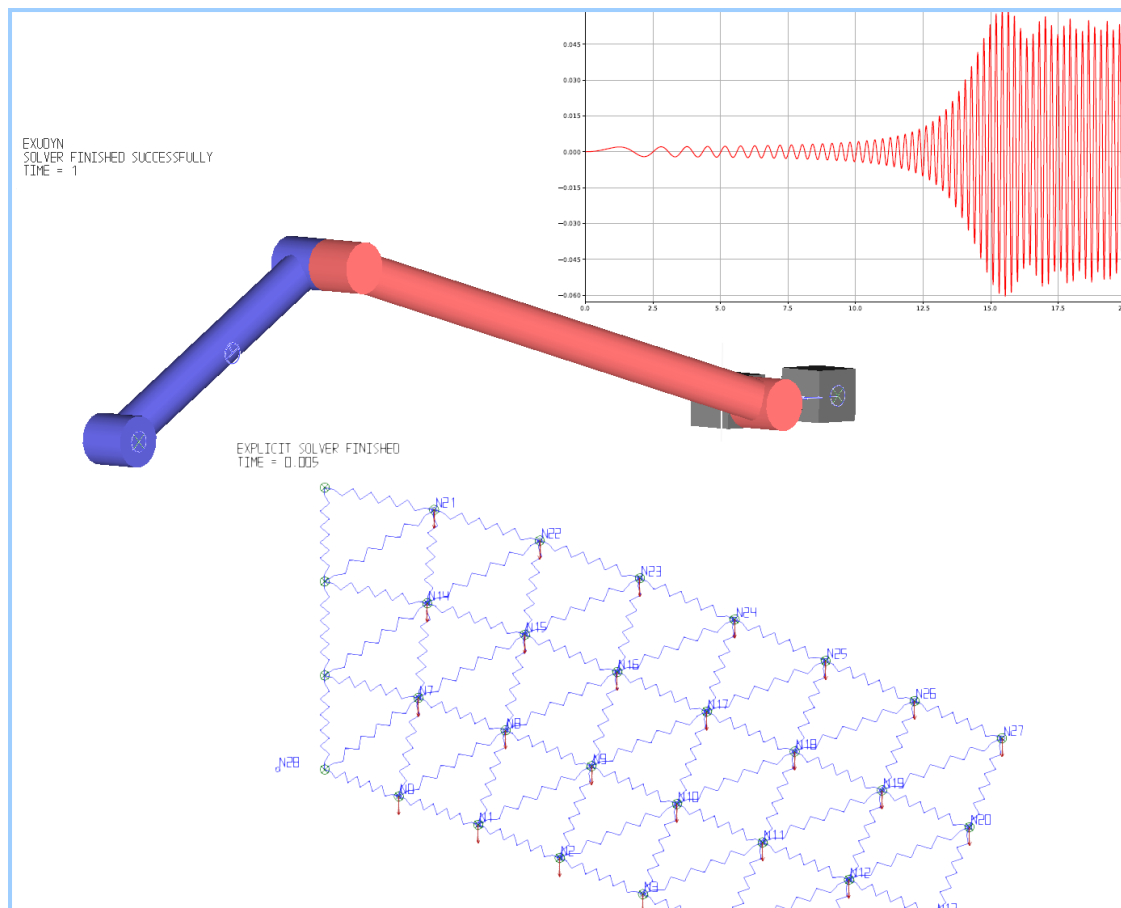 0.045
0.030
0.015
0.000
−0.015
−0.030
−0.045
−0.060
0.0 2.5 5.0 7.5 10.0 12.5 15.0 17.5
EXUDYN
SOLVER FINISHED SUCCESSFULLY
TIME = 1
EXPLICIT SOLVER FINISHED
TIME = 0.005
N21
N22
N23
N14
N24
N15
N25
N16
N7
N26
N17
N8
N27
N18
N9
N28
N19
N0
N10
N20
N1
N11
N2
N12
N3